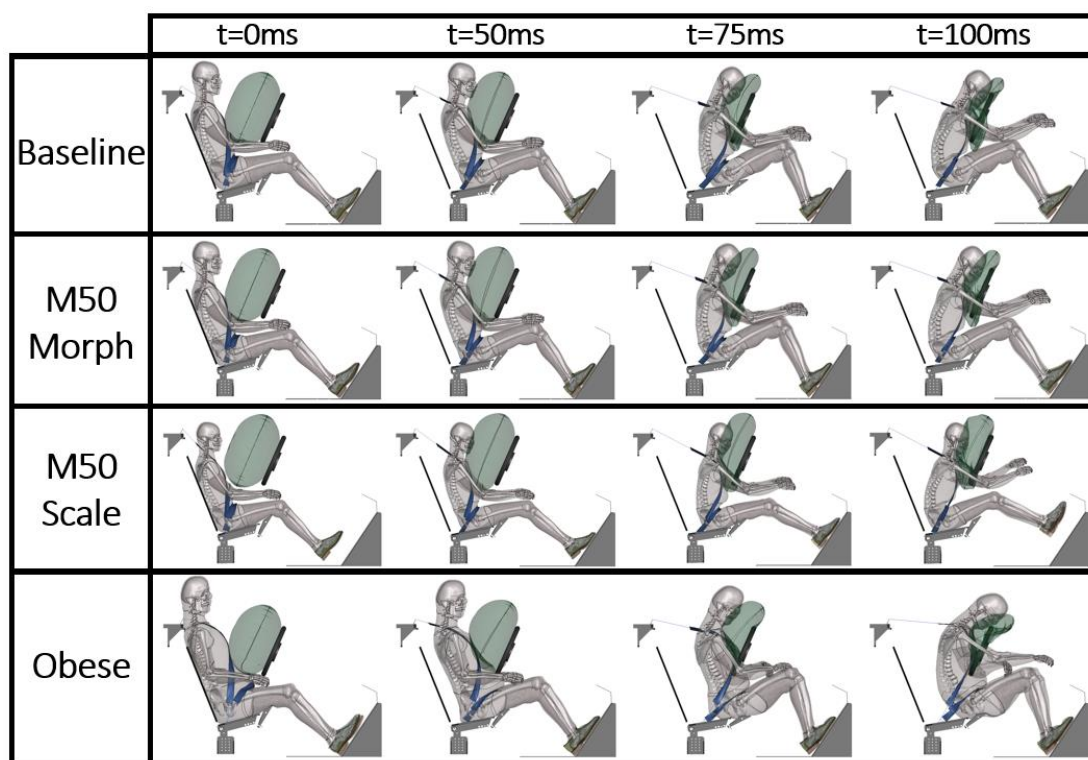 t=0ms t=50ms t=75ms t=100ms
Baseline
M50
Morph
M50
Scale
Obese